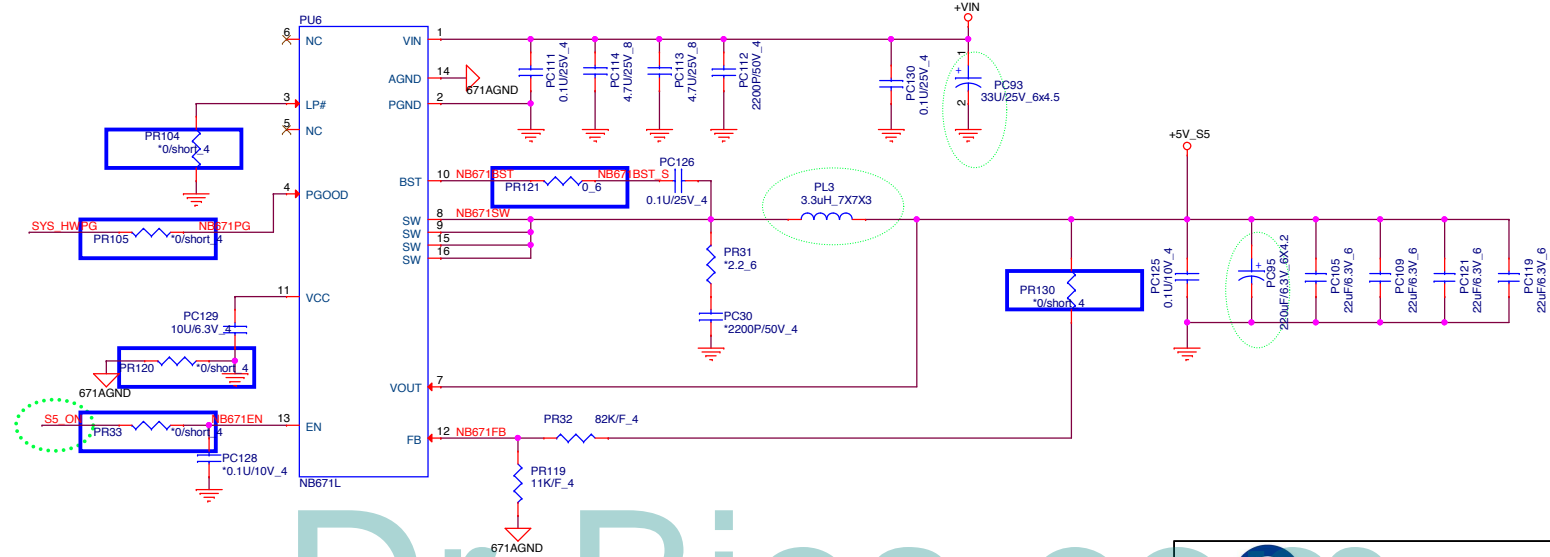 PU6
+VIN
6
NC
VIN
1
14
AGND
671AGND
3
LP#
PGND
2
5
NC
PR104
*0/short_4
PC111
0.1U/25V_4
PC114
4.7U/25V_8
PC113
4.7U/25V_8
PC112
2200P/50V_4
PC130
0.1U/25V_4
1
+
2
PC93
33U/25V_6x4.5
4
PGOOD
SYS_HWPG
NB671PG
PR105
*0/short_4
BST
10
NB671BST
PR121
0_6
NB671BST_S
PC126
0.1U/25V_4
SW
8
NB671SW
SW
9
SW
15
SW
16
PL3
3.3uH_7X7X3
+5V_S5
PR31
*2.2_6
PC30
*2200P/50V_4
PR130
*0/short_4
PC125
0.1U/10V_4
+
PC95
220uF/6.3V_6X4.2
PC105
22uF/6.3V_6
PC109
22uF/6.3V_6
PC121
22uF/6.3V_6
PC119
22uF/6.3V_6
11
VCC
PC129
10U/6.3V_4
PR120
*0/short_4
671AGND
VOUT
7
S5_ON
NB671EN
13
EN
PR33
*0/short_4
PC128
*0.1U/10V_4
FB
12
NB671FB
PR32
82K/F_4
PR119
11K/F_4
671AGND
NB671L